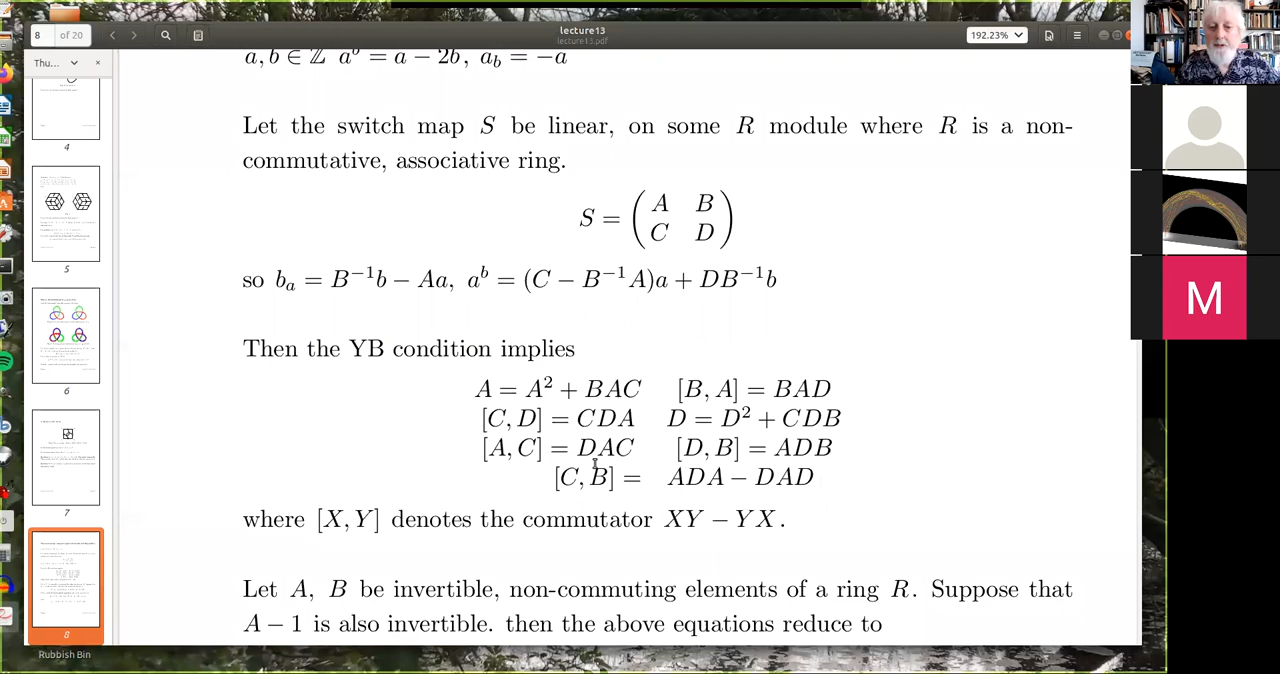 8 of 20
lecture13
lecture13.pdf
192.23%
Thu...
a, b ∈ ℤ a^b = a − 2b, a_b = −a
Let the switch map S be linear, on some R module where R is a non-
commutative, associative ring.
S = ( A B
C D )
so b_a = B^{−1}b − Aa, a^b = (C − B^{−1}A)a + DB^{−1}b
Then the YB condition implies
A = A² + BAC [B, A] = BAD
[C, D] = CDA D = D² + CDB
[A, C] = DAC [D, B] = ADB
[C, B] = ADA − DAD
where [X, Y] denotes the commutator XY − YX.
Let A, B be invertible, non-commuting elements of a ring R. Suppose that
A − 1 is also invertible. then the above equations reduce to
4
5
6
7
8
Rubbish Bin
M